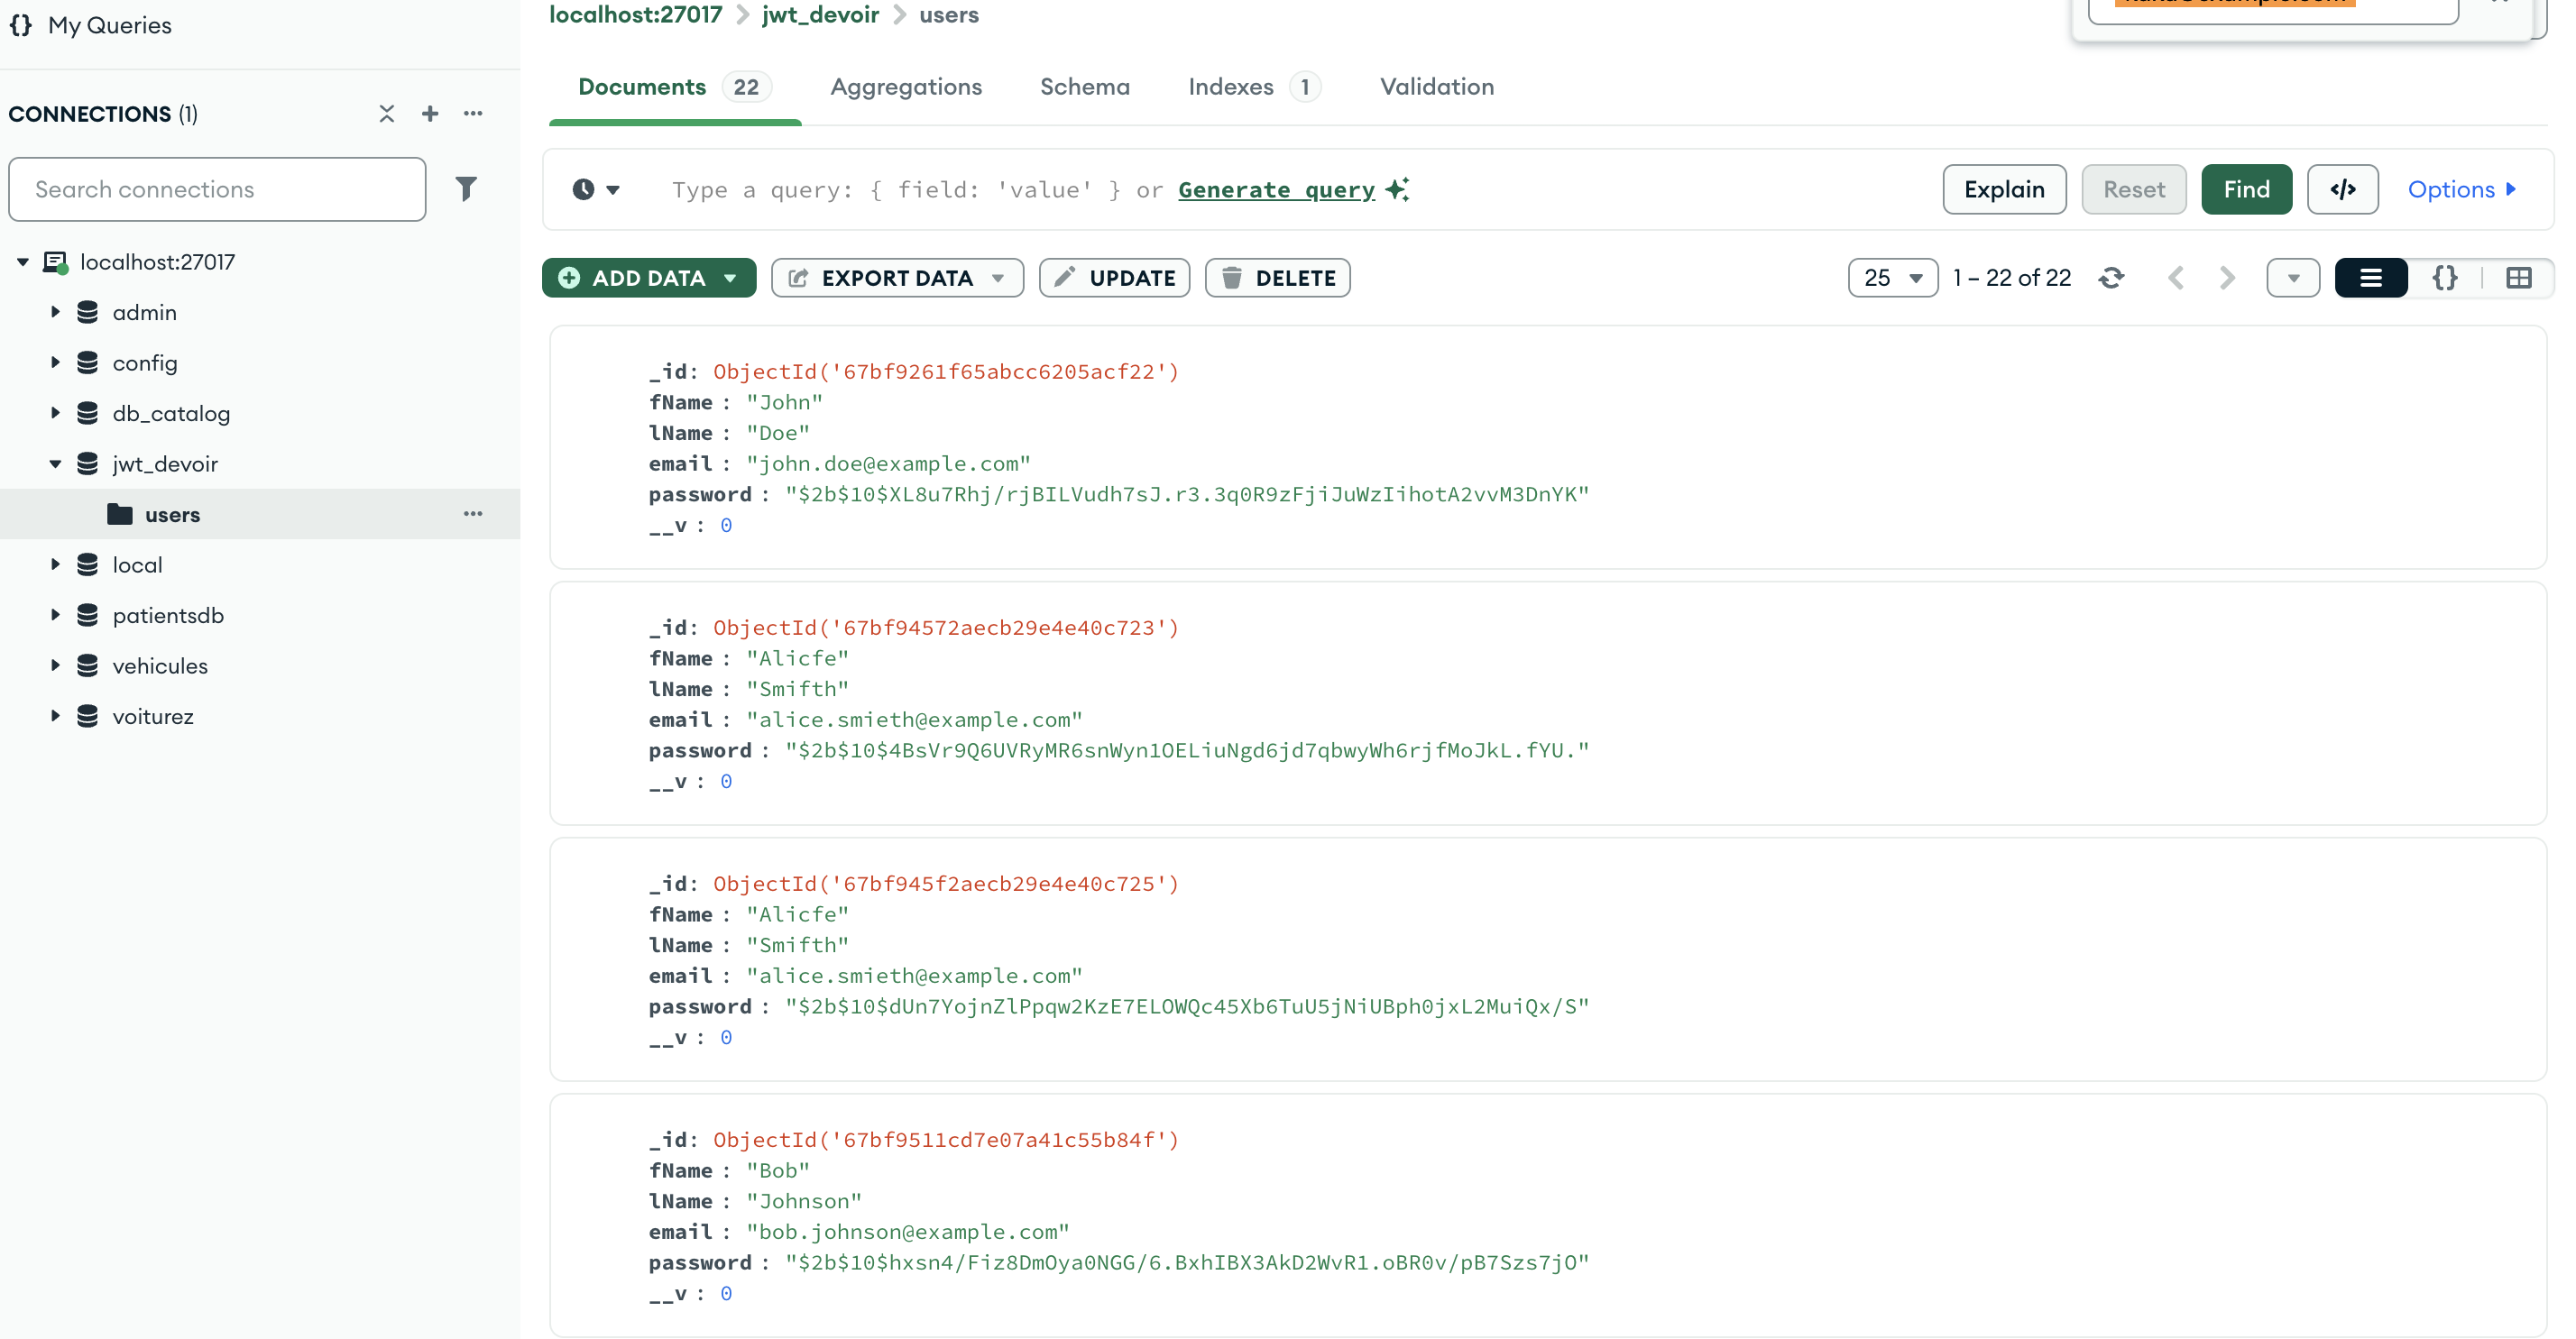 My Queries
CONNECTIONS (1)
Search connections
localhost:27017
admin
config
db_catalog
jwt_devoir
users
local
patientsdb
vehicules
voiturez
localhost:27017 > jwt_devoir > users
Documents 22 Aggregations Schema Indexes 1 Validation
Type a query: { field: 'value' } or Generate query
Explain Reset Find </> Options
ADD DATA EXPORT DATA UPDATE DELETE
25 1 – 22 of 22 {}
_id: ObjectId('67bf9261f65abcc6205acf22')
fName : "John"
lName : "Doe"
email : "john.doe@example.com"
password : "$2b$10$XL8u7Rhj/rjBILVudh7sJ.r3.3q0R9zFjiJuWzIihotA2vvM3DnYK"
__v : 0
_id: ObjectId('67bf94572aecb29e4e40c723')
fName : "Alicfe"
lName : "Smifth"
email : "alice.smieth@example.com"
password : "$2b$10$4BsVr9Q6UVRyMR6snWyn1OELiuNgd6jd7qbwyWh6rjfMoJkL.fYU."
__v : 0
_id: ObjectId('67bf945f2aecb29e4e40c725')
fName : "Alicfe"
lName : "Smifth"
email : "alice.smieth@example.com"
password : "$2b$10$dUn7YojnZlPpqw2KzE7ELOWQc45Xb6TuU5jNiUBph0jxL2MuiQx/S"
__v : 0
_id: ObjectId('67bf9511cd7e07a41c55b84f')
fName : "Bob"
lName : "Johnson"
email : "bob.johnson@example.com"
password : "$2b$10$hxsn4/Fiz8DmOya0NGG/6.BxhIBX3AkD2WvR1.oBR0v/pB7Szs7jO"
__v : 0